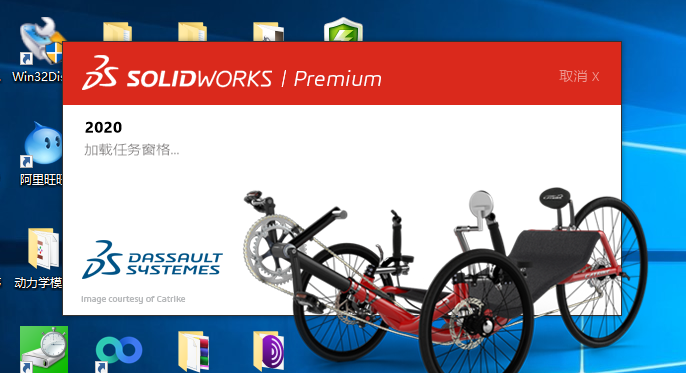 SOLIDWORKS | Premium
取消 X
2020
加载任务窗格...
Win32Dis
阿里旺旺
动力学模
DASSAULT
SYSTEMES
Image courtesy of Catrike